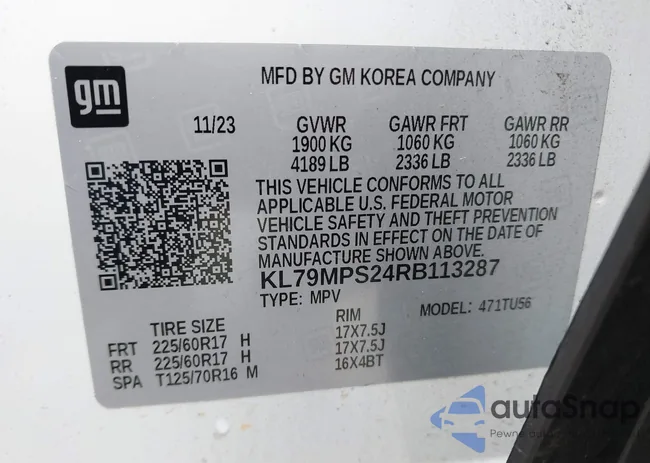 gm
MFD BY GM KOREA COMPANY
11/23 GVWR GAWR FRT GAWR RR
1900 KG 1060 KG 1060 KG
4189 LB 2336 LB 2336 LB
THIS VEHICLE CONFORMS TO ALL
APPLICABLE U.S. FEDERAL MOTOR
VEHICLE SAFETY AND THEFT PREVENTION
STANDARDS IN EFFECT ON THE DATE OF
MANUFACTURE SHOWN ABOVE.
KL79MPS24RB113287
TYPE: MPV MODEL: 471TU56
TIRE SIZE RIM
FRT 225/60R17 H 17X7.5J
RR 225/60R17 H 17X7.5J
SPA T125/70R16 M 16X4BT
autoSnap